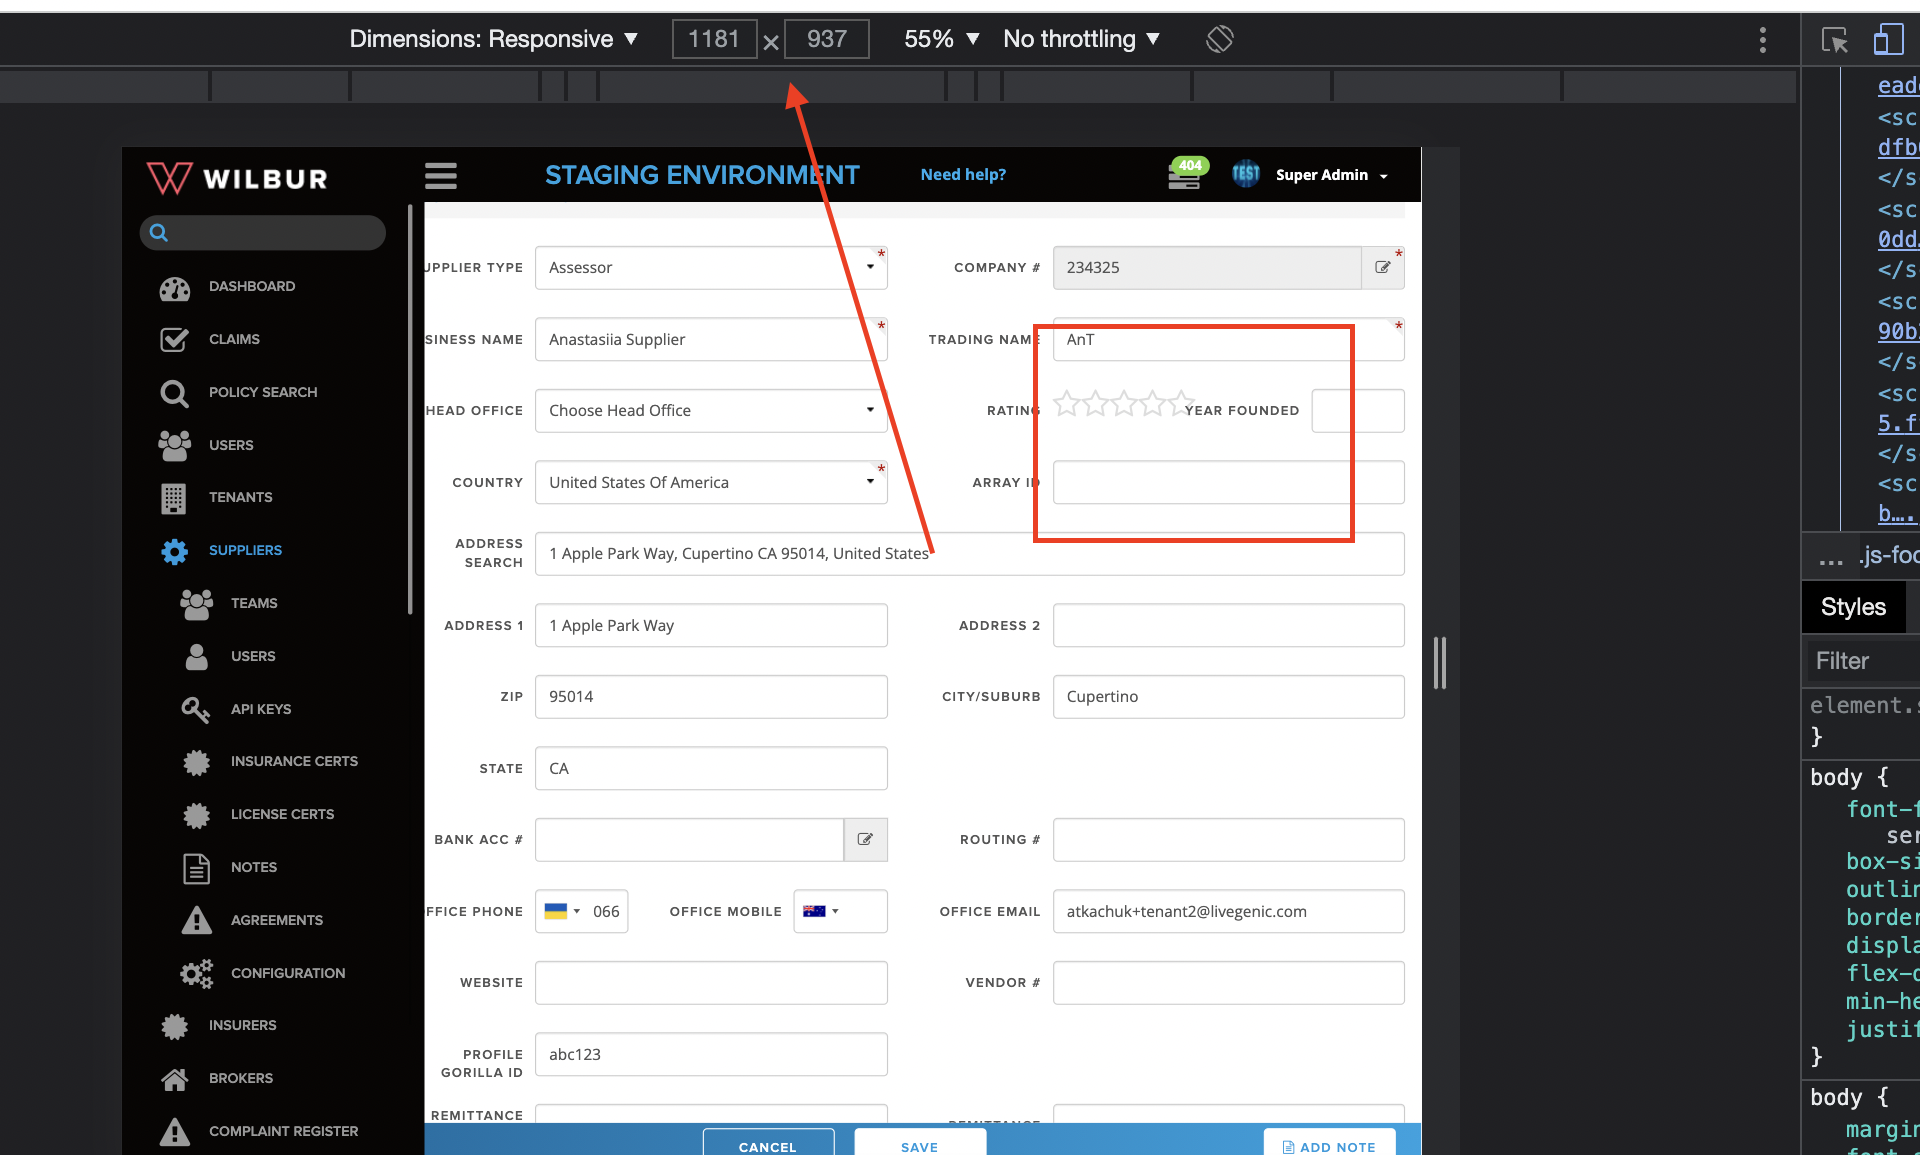 Dimensions: Responsive ▼ 1181 × 937 55% ▼ No throttling ▼
WILBUR
STAGING ENVIRONMENT
Need help?
404
TEST
Super Admin
DASHBOARD
CLAIMS
POLICY SEARCH
USERS
TENANTS
SUPPLIERS
TEAMS
USERS
API KEYS
INSURANCE CERTS
LICENSE CERTS
NOTES
AGREEMENTS
CONFIGURATION
INSURERS
BROKERS
COMPLAINT REGISTER
UPPLIER TYPE Assessor *
COMPANY # 234325 *
SINESS NAME Anastasiia Supplier *
TRADING NAME AnT *
HEAD OFFICE Choose Head Office
RATING
YEAR FOUNDED
COUNTRY United States Of America *
ARRAY ID
ADDRESS
SEARCH
1 Apple Park Way, Cupertino CA 95014, United States
ADDRESS 1 1 Apple Park Way
ADDRESS 2
ZIP 95014
CITY/SUBURB Cupertino
STATE CA
BANK ACC #
ROUTING #
FFICE PHONE 066
OFFICE MOBILE
OFFICE EMAIL atkachuk+tenant2@livegenic.com
WEBSITE
VENDOR #
PROFILE
GORILLA ID
abc123
REMITTANCE
REMITTANCE
CANCEL
SAVE
ADD NOTE
eade
<sc
dfb
</s
<sc
0dd.
</s
<sc
90b
</s
<sc
5.f
</s
<sc
b….
… .js-foo
Styles
Filter
element.s
}
body {
font-f
ser
box-si
outlin
border
displa
flex-d
min-he
justif
}
body {
margin